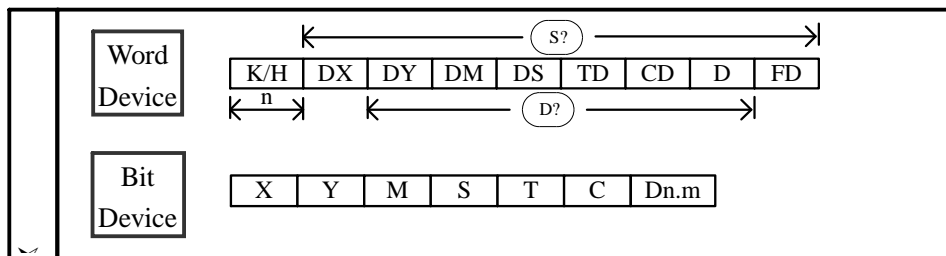 S?
Word
Device
K/H DX DY DM DS TD CD D FD
n
D?
Bit
Device
X Y M S T C Dn.m